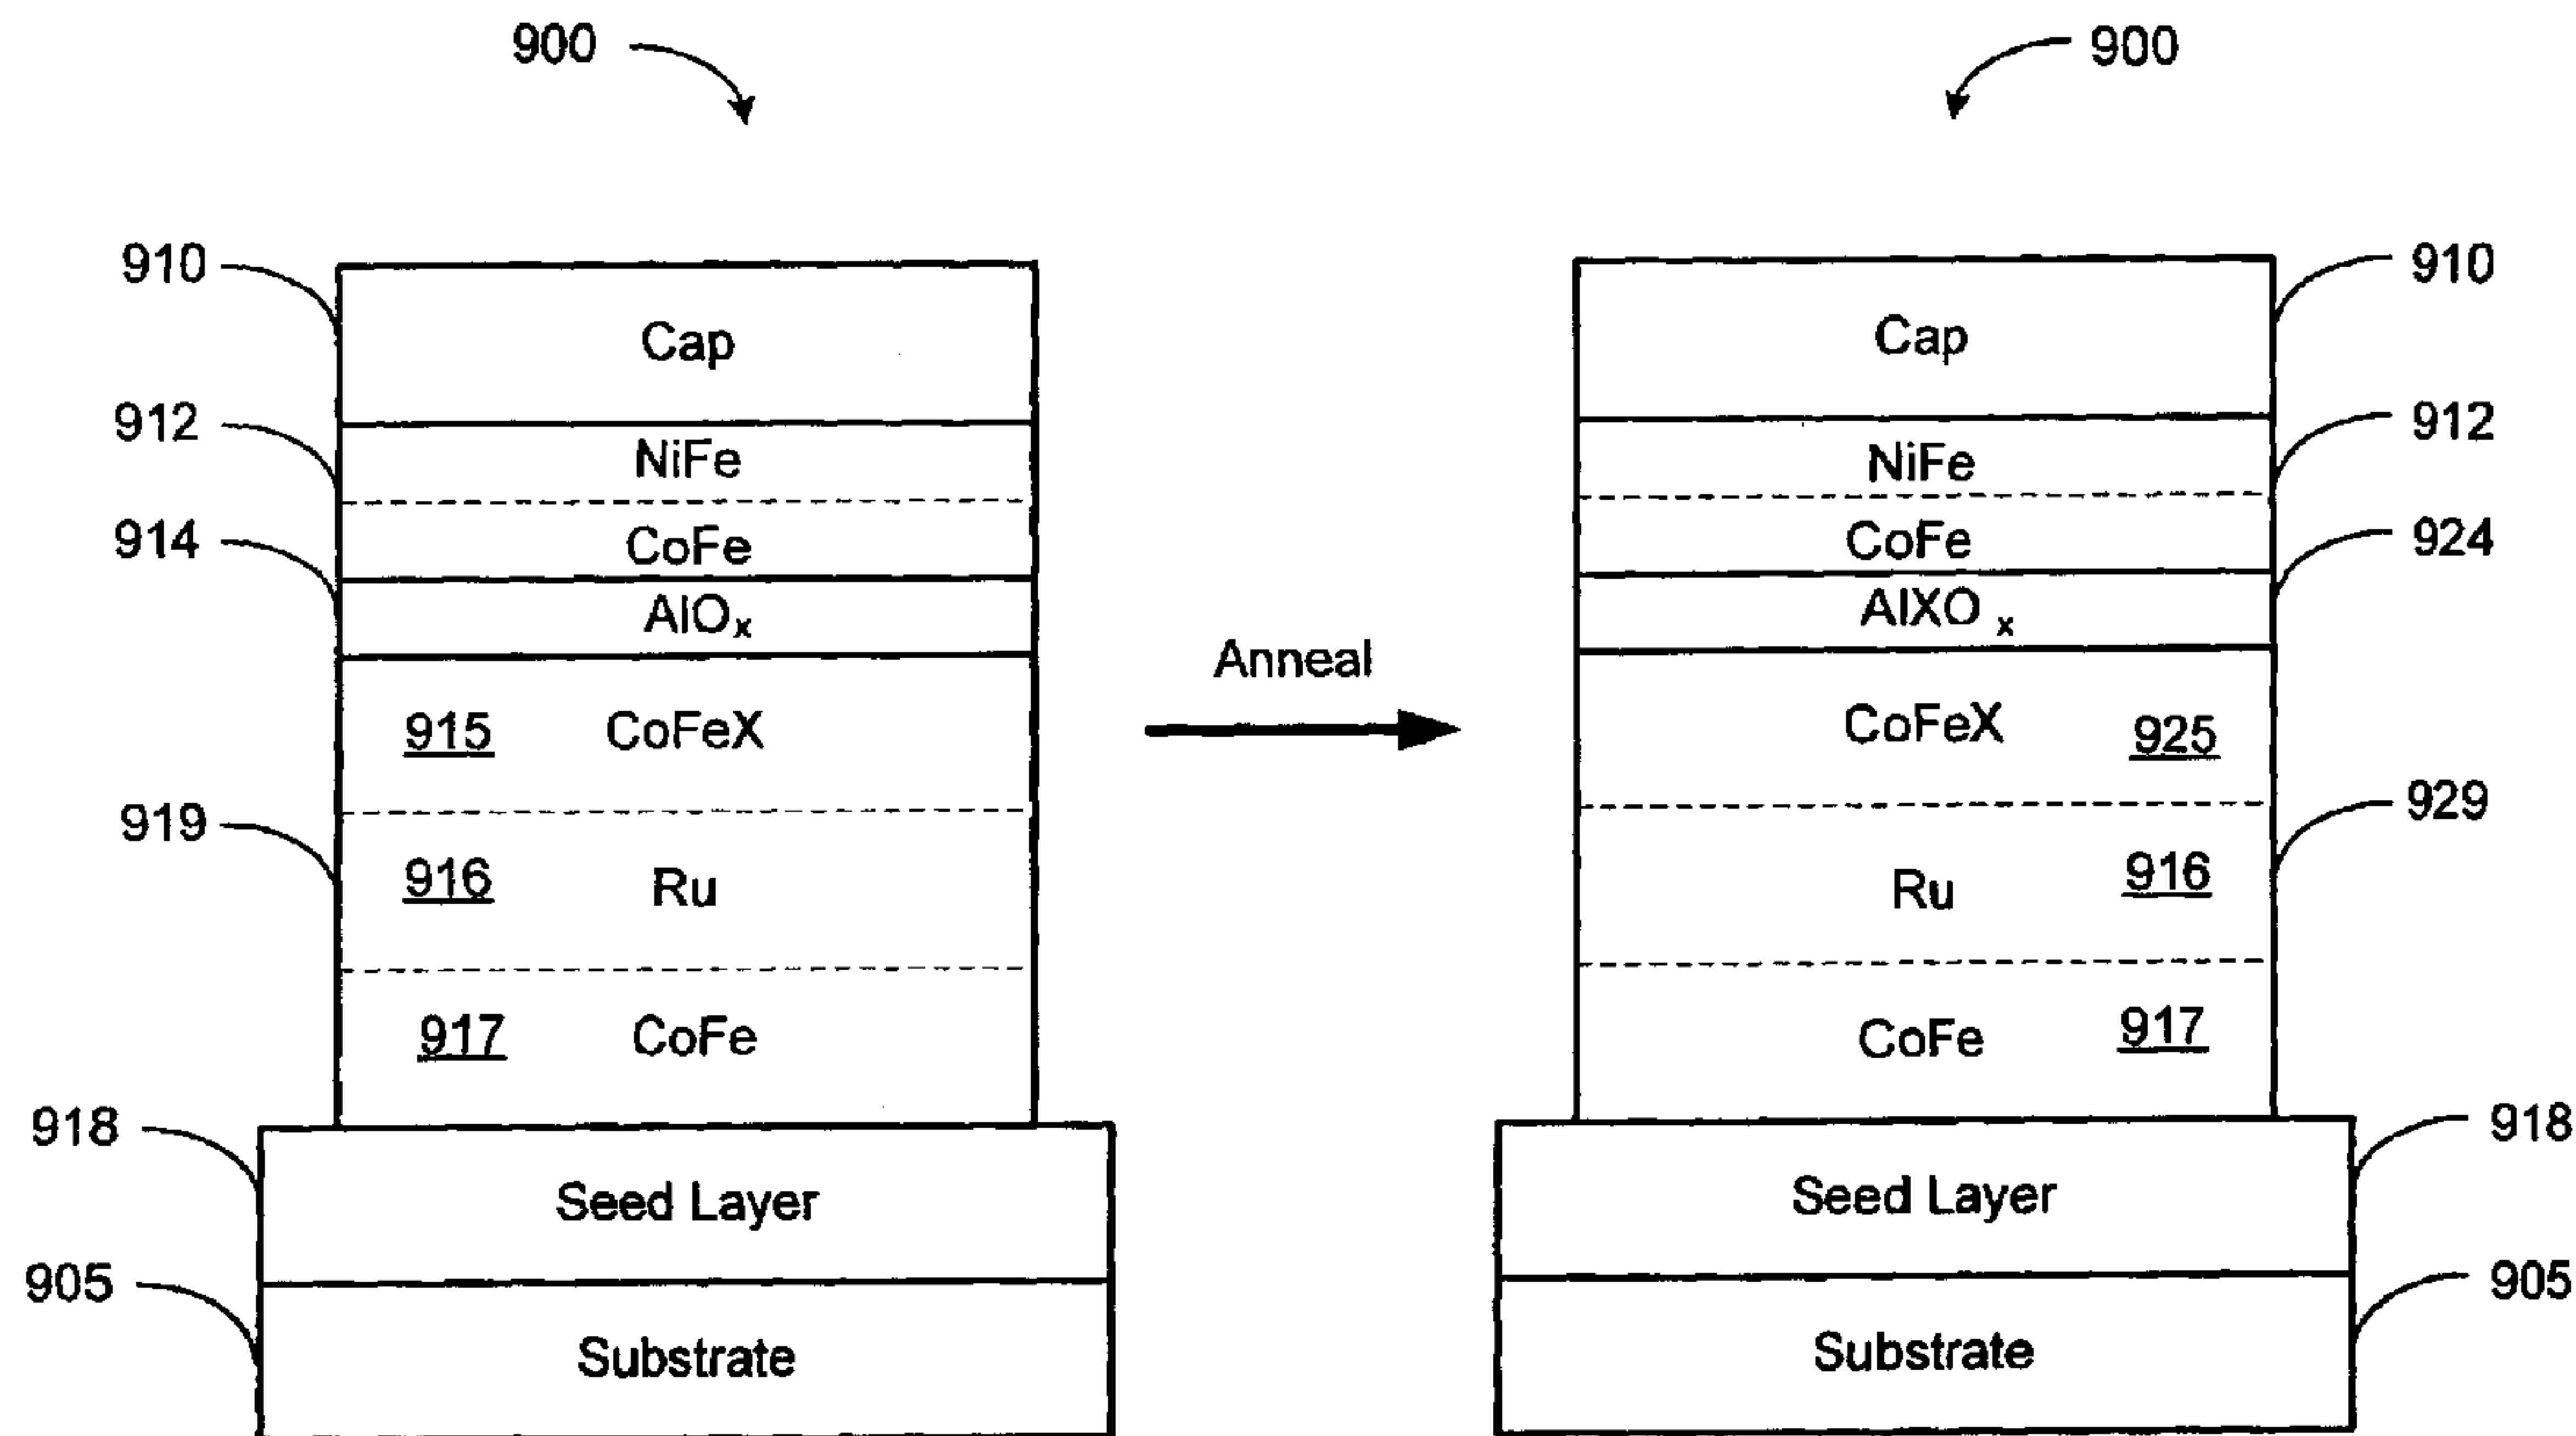 900
910
Cap
912
NiFe
CoFe
914
AlOₓ
915 CoFeX
919
916 Ru
917 CoFe
918
Seed Layer
905
Substrate
Anneal
900
Cap
910
NiFe
912
CoFe
924
AlXOₓ
CoFeX 925
929
Ru 916
CoFe 917
918
Seed Layer
905
Substrate